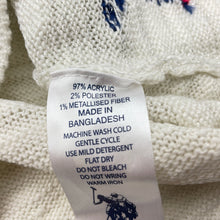 97% ACRYLIC
2% POLESTER
1% METALLISED FIBER
MADE IN
BANGLADESH
MACHINE WASH COLD
GENTLE CYCLE
USE MILD DETERGENT
FLAT DRY
DO NOT BLEACH
DO NOT WRING
WARM IRON